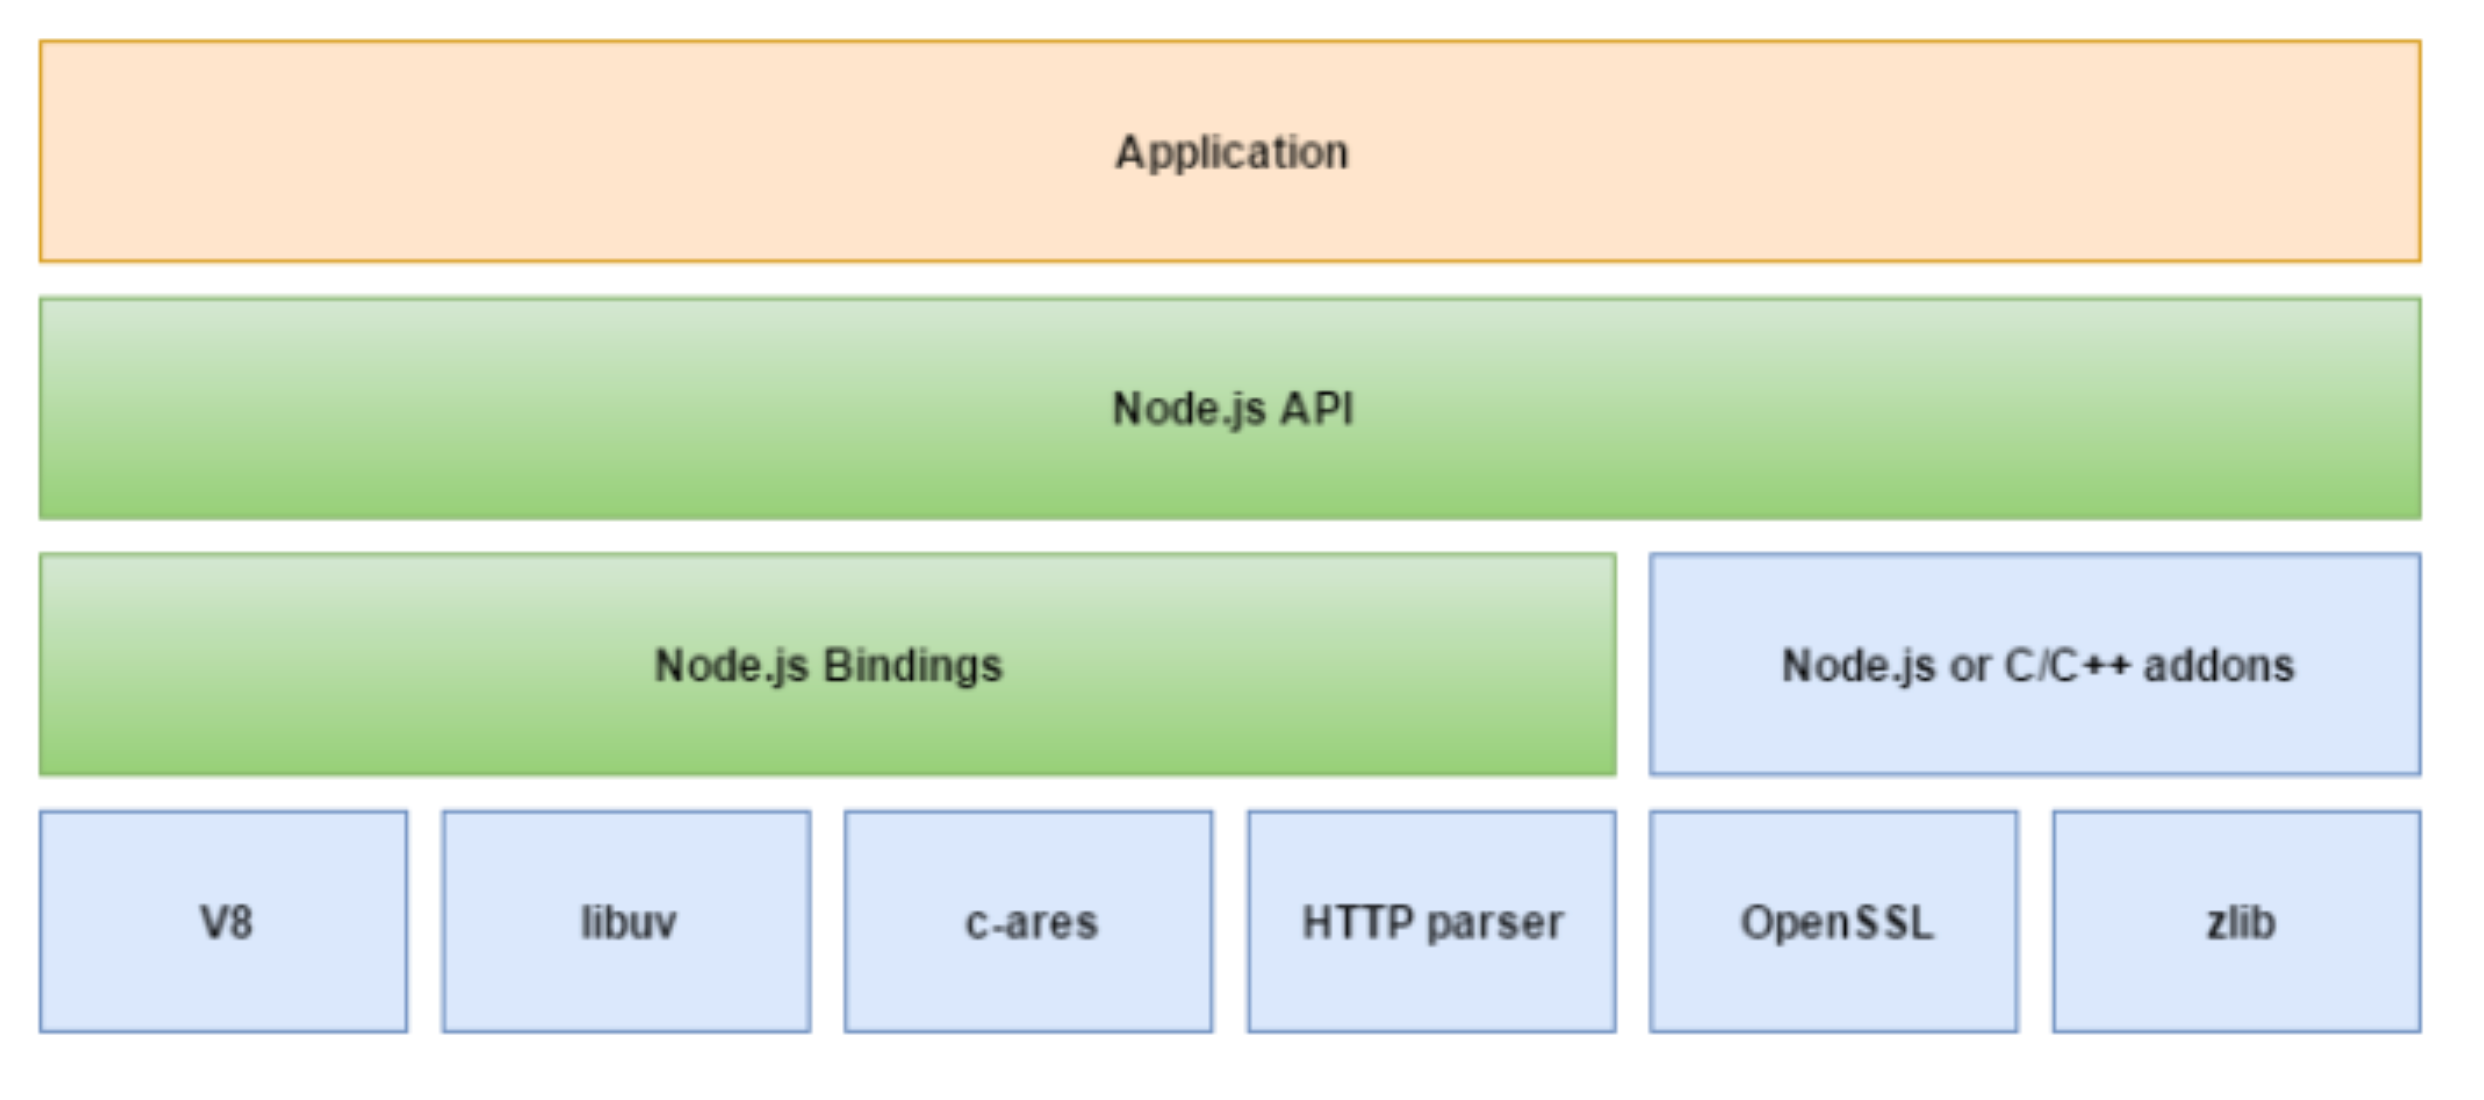 Application
Node.js API
Node.js Bindings
Node.js or C/C++ addons
V8
libuv
c-ares
HTTP parser
OpenSSL
zlib